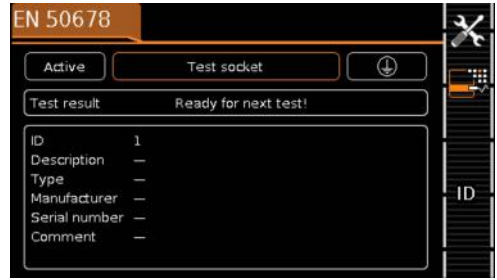 EN 50678
Active Test socket
Test result Ready for next test!
ID 1
Description —
Type —
Manufacturer —
Serial number —
Comment —
ID